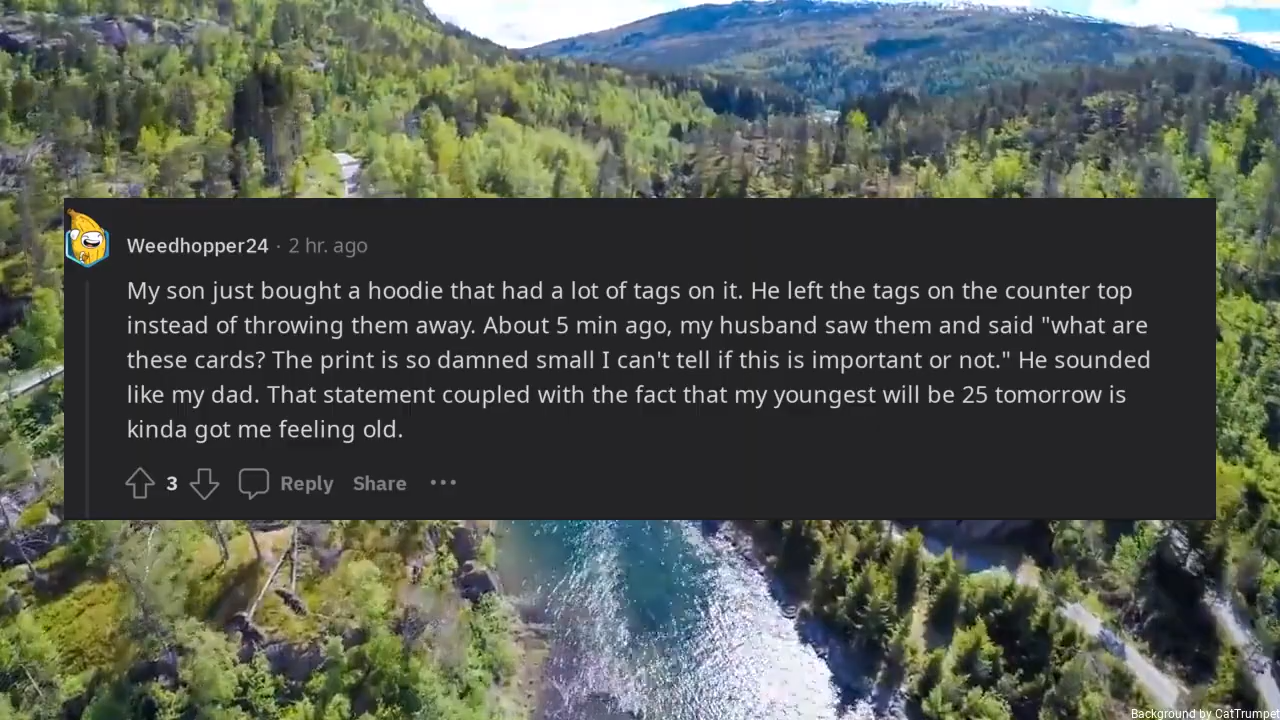 Weedhopper24 · 2 hr. ago
My son just bought a hoodie that had a lot of tags on it. He left the tags on the counter top
instead of throwing them away. About 5 min ago, my husband saw them and said "what are
these cards? The print is so damned small I can't tell if this is important or not." He sounded
like my dad. That statement coupled with the fact that my youngest will be 25 tomorrow is
kinda got me feeling old.
3 Reply Share •••
Background by CatTrumpet